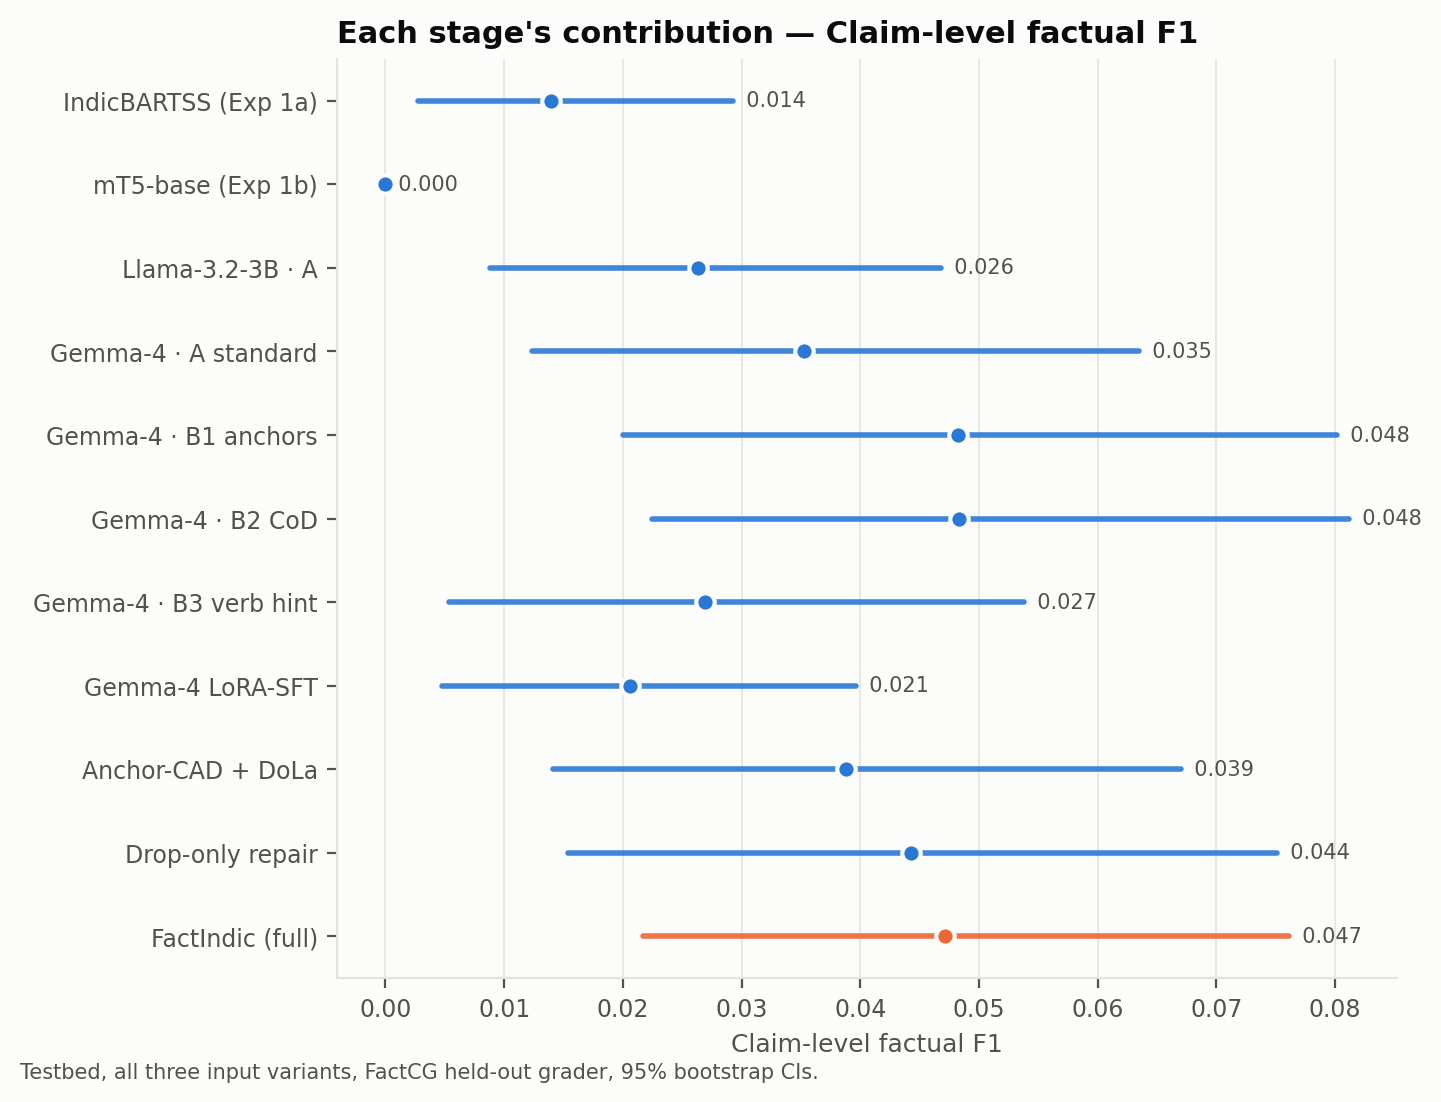 Each stage's contribution — Claim-level factual F1
IndicBARTSS (Exp 1a) 0.014
mT5-base (Exp 1b) 0.000
Llama-3.2-3B · A 0.026
Gemma-4 · A standard 0.035
Gemma-4 · B1 anchors 0.048
Gemma-4 · B2 CoD 0.048
Gemma-4 · B3 verb hint 0.027
Gemma-4 LoRA-SFT 0.021
Anchor-CAD + DoLa 0.039
Drop-only repair 0.044
FactIndic (full) 0.047
0.00 0.01 0.02 0.03 0.04 0.05 0.06 0.07 0.08
Claim-level factual F1
Testbed, all three input variants, FactCG held-out grader, 95% bootstrap CIs.